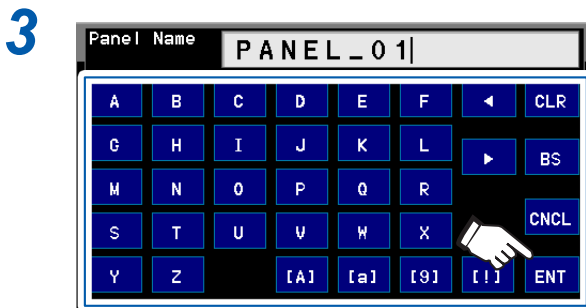 3
Panel Name PANEL_01
A B C D E F ◀ CLR
G H I J K L ▶ BS
M N O P Q R
S T U V W X CNCL
Y Z [A] [a] [9] [!] ENT